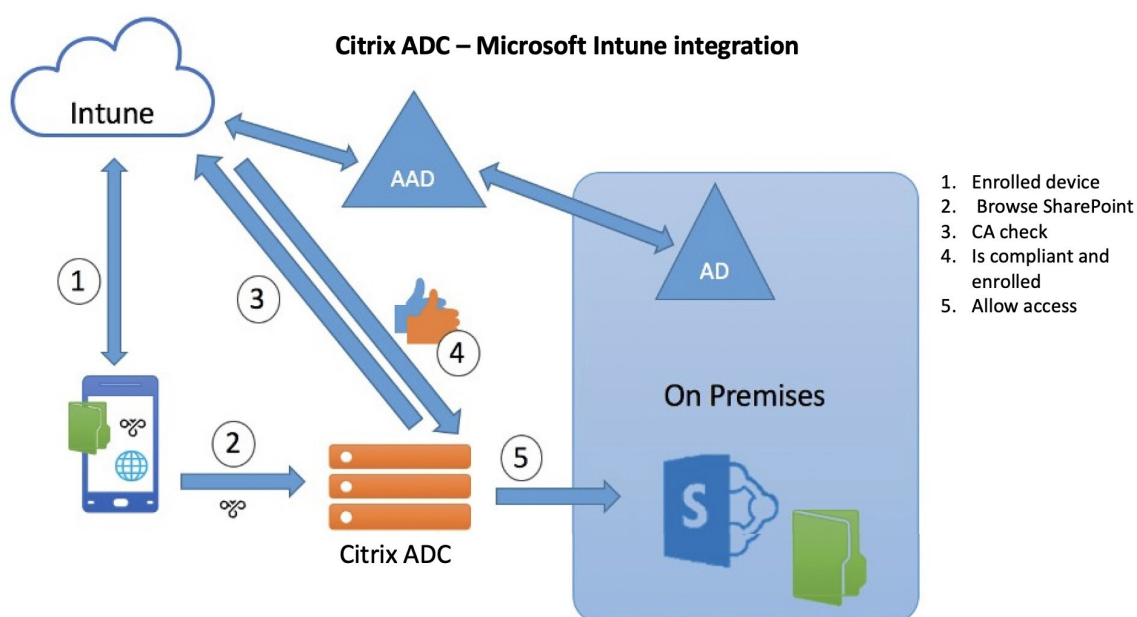 Citrix ADC – Microsoft Intune integration
Intune
AAD
AD
1
3
4
2
5
On Premises
S
Citrix ADC
1. Enrolled device
2. Browse SharePoint
3. CA check
4. Is compliant and
enrolled
5. Allow access